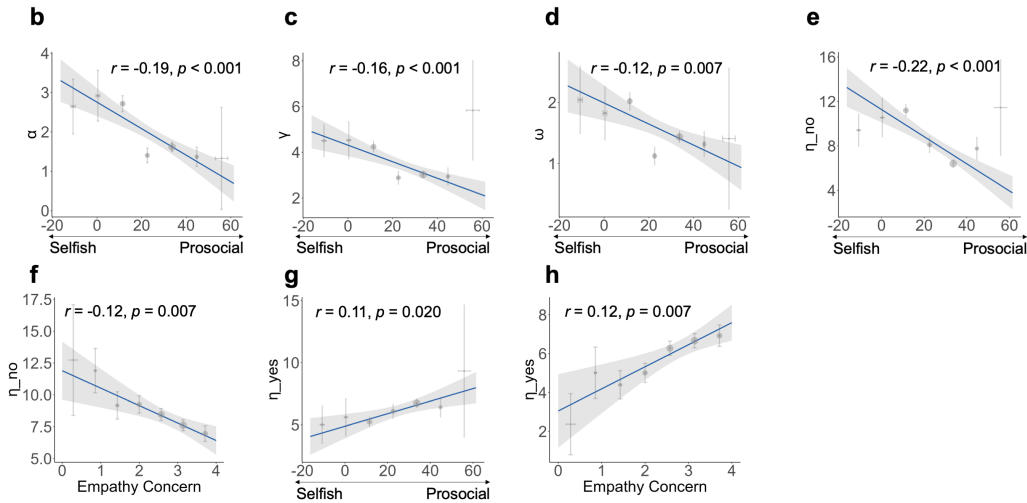 b
r = -0.19, p < 0.001
4
3
2
1
0
α
-20 0 20 40 60
Selfish Prosocial
c
r = -0.16, p < 0.001
8
6
4
2
γ
-20 0 20 40 60
Selfish Prosocial
d
r = -0.12, p = 0.007
2
1
ω
-20 0 20 40 60
Selfish Prosocial
e
r = -0.22, p < 0.001
16
12
8
4
η_no
-20 0 20 40 60
Selfish Prosocial
f
r = -0.12, p = 0.007
17.5
15.0
12.5
10.0
7.5
5.0
η_no
0 1 2 3 4
Empathy Concern
g
r = 0.11, p = 0.020
15
10
5
η_yes
-20 0 20 40 60
Selfish Prosocial
h
r = 0.12, p = 0.007
8
6
4
2
η_yes
0 1 2 3 4
Empathy Concern